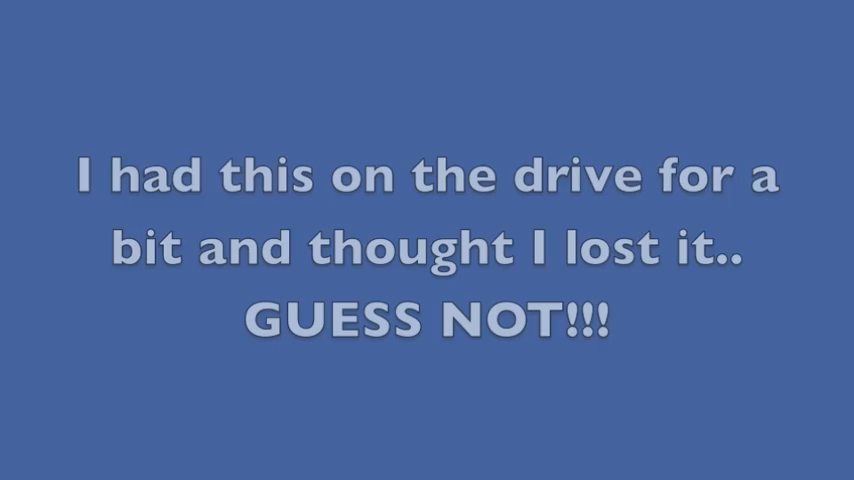 I had this on the drive for a
bit and thought I lost it..
GUESS NOT!!!